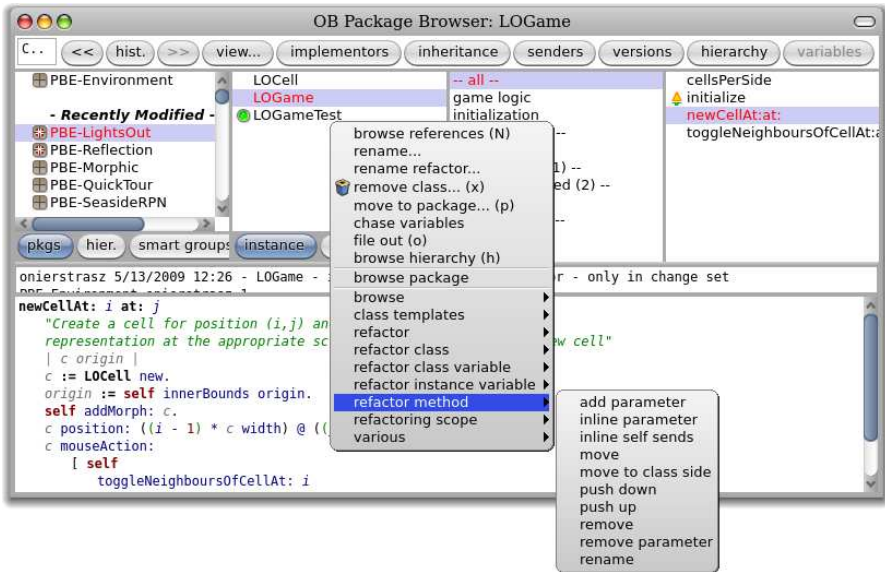 OB Package Browser: LOGame
C..
<< hist. >> view... implementors inheritance senders versions hierarchy variables
PBE-Environment
- Recently Modified -
PBE-LightsOut
PBE-Reflection
PBE-Morphic
PBE-QuickTour
PBE-SeasideRPN
LOCell
LOGame
LOGameTest
-- all --
game logic
initialization
--
1) --
ed (2) --
--
cellsPerSide
initialize
newCellAt:at:
toggleNeighboursOfCellAt:a
pkgs hier. smart groups instance
browse references (N)
rename...
rename refactor...
remove class... (x)
move to package... (p)
chase variables
file out (o)
browse hierarchy (h)
browse package
browse
class templates
refactor
refactor class
refactor class variable
refactor instance variable
refactor method
refactoring scope
various
add parameter
inline parameter
inline self sends
move
move to class side
push down
push up
remove
remove parameter
rename
onierstrasz 5/13/2009 12:26 - LOGame - r - only in change set
newCellAt: i at: j
"Create a cell for position (i,j) an
representation at the appropriate sc ew cell"
| c origin |
c := LOCell new.
origin := self innerBounds origin.
self addMorph: c.
c position: ((i - 1) * c width) @ ((
c mouseAction:
[ self
toggleNeighboursOfCellAt: i